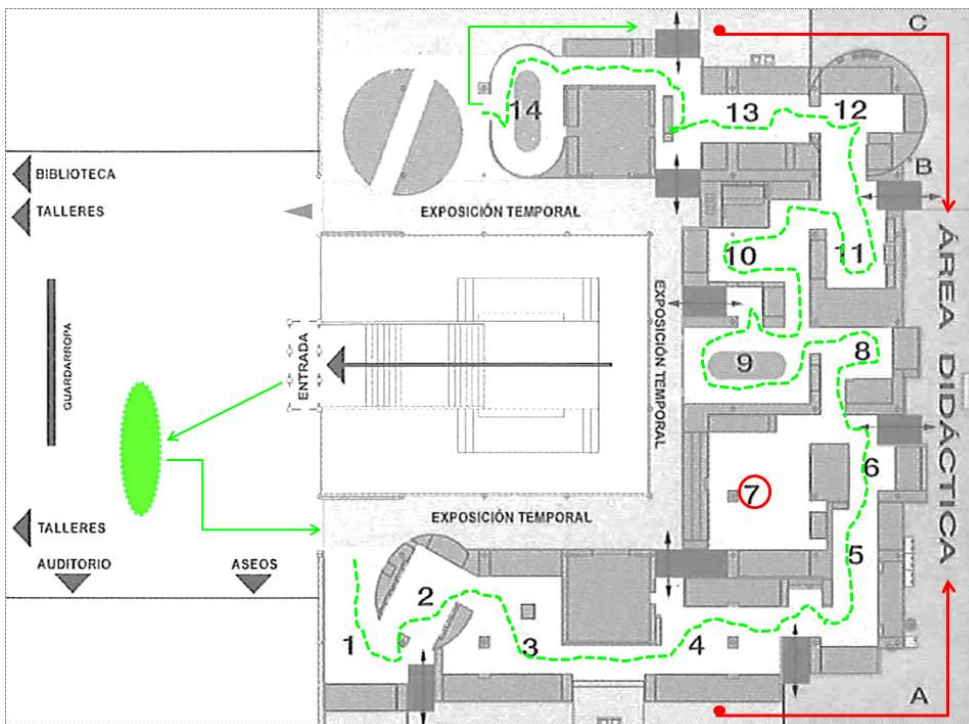 C
14
13
12
BIBLIOTECA
B
TALLERES
EXPOSICIÓN TEMPORAL
10
11
ÁREA DIDÁCTICA
GUARDARROPA
ENTRADA
EXPOSICIÓN TEMPORAL
9
8
6
7
EXPOSICIÓN TEMPORAL
TALLERES
5
AUDITORIO
ASEOS
2
1
3
4
A